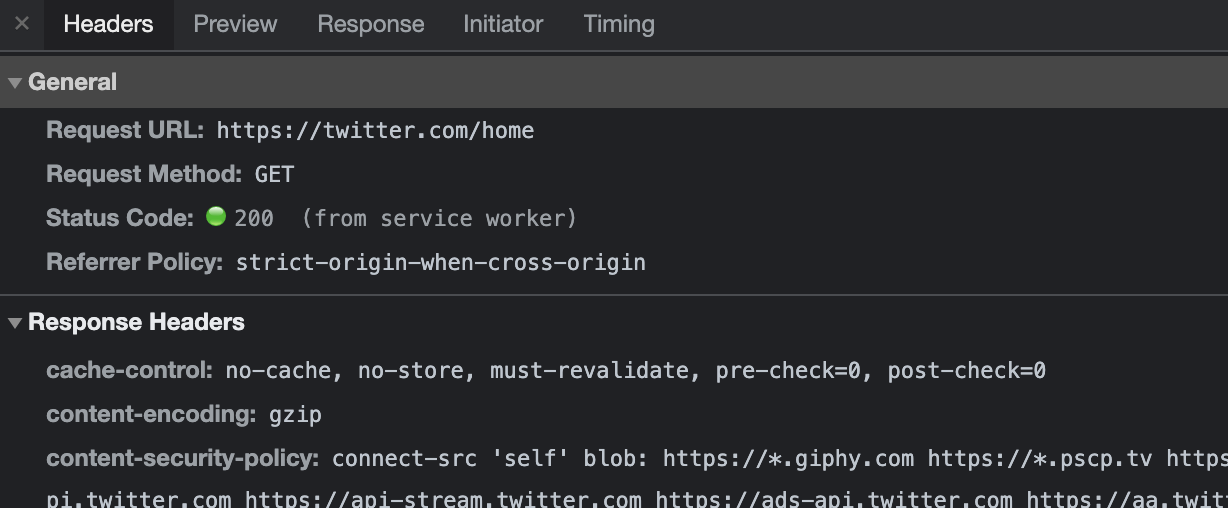 Headers Preview Response Initiator Timing
General
Request URL: https://twitter.com/home
Request Method: GET
Status Code: 200 (from service worker)
Referrer Policy: strict-origin-when-cross-origin
Response Headers
cache-control: no-cache, no-store, must-revalidate, pre-check=0, post-check=0
content-encoding: gzip
content-security-policy: connect-src 'self' blob: https://*.giphy.com https://*.pscp.tv https
pi.twitter.com https://api-stream.twitter.com https://ads-api.twitter.com https://aa.twitt